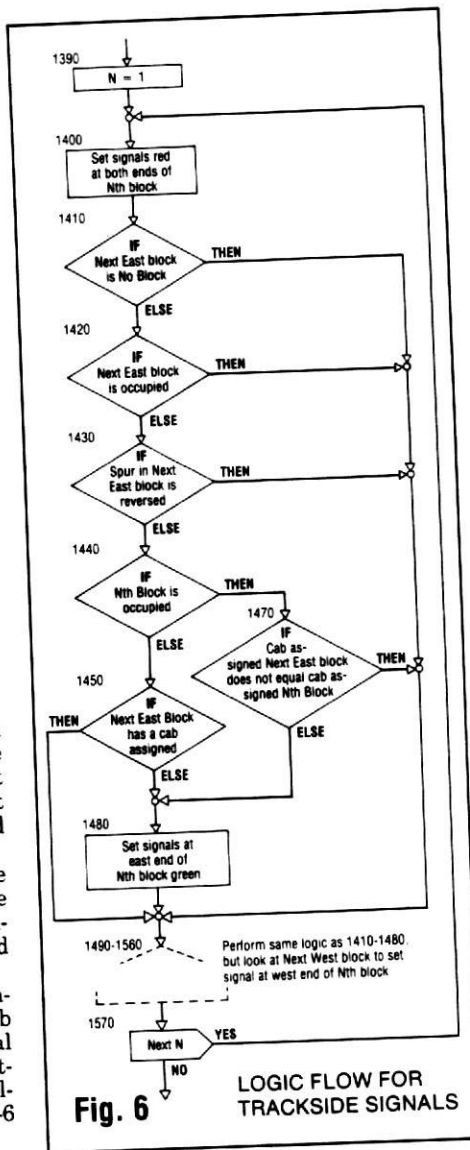 1390
N = 1
1400
Set signals red
at both ends of
Nth block
1410
IF
Next East block
is No Block
THEN
ELSE
1420
IF
Next East block
is occupied
THEN
ELSE
1430
IF
Spur in Next
East block is
reversed
THEN
ELSE
1440
IF
Nth Block is
occupied
THEN
ELSE
1470
IF
Cab as-
signed Next East block
does not equal cab as-
signed Nth Block
THEN
ELSE
1450
IF
Next East Block
has a cab
assigned
THEN
ELSE
1480
Set signals at
east end of
Nth block green
1490-1560
Perform same logic as 1410-1480,
but look at Next West block to set
signal at west end of Nth block
1570
Next N
YES
NO
Fig. 6
LOGIC FLOW FOR
TRACKSIDE SIGNALS